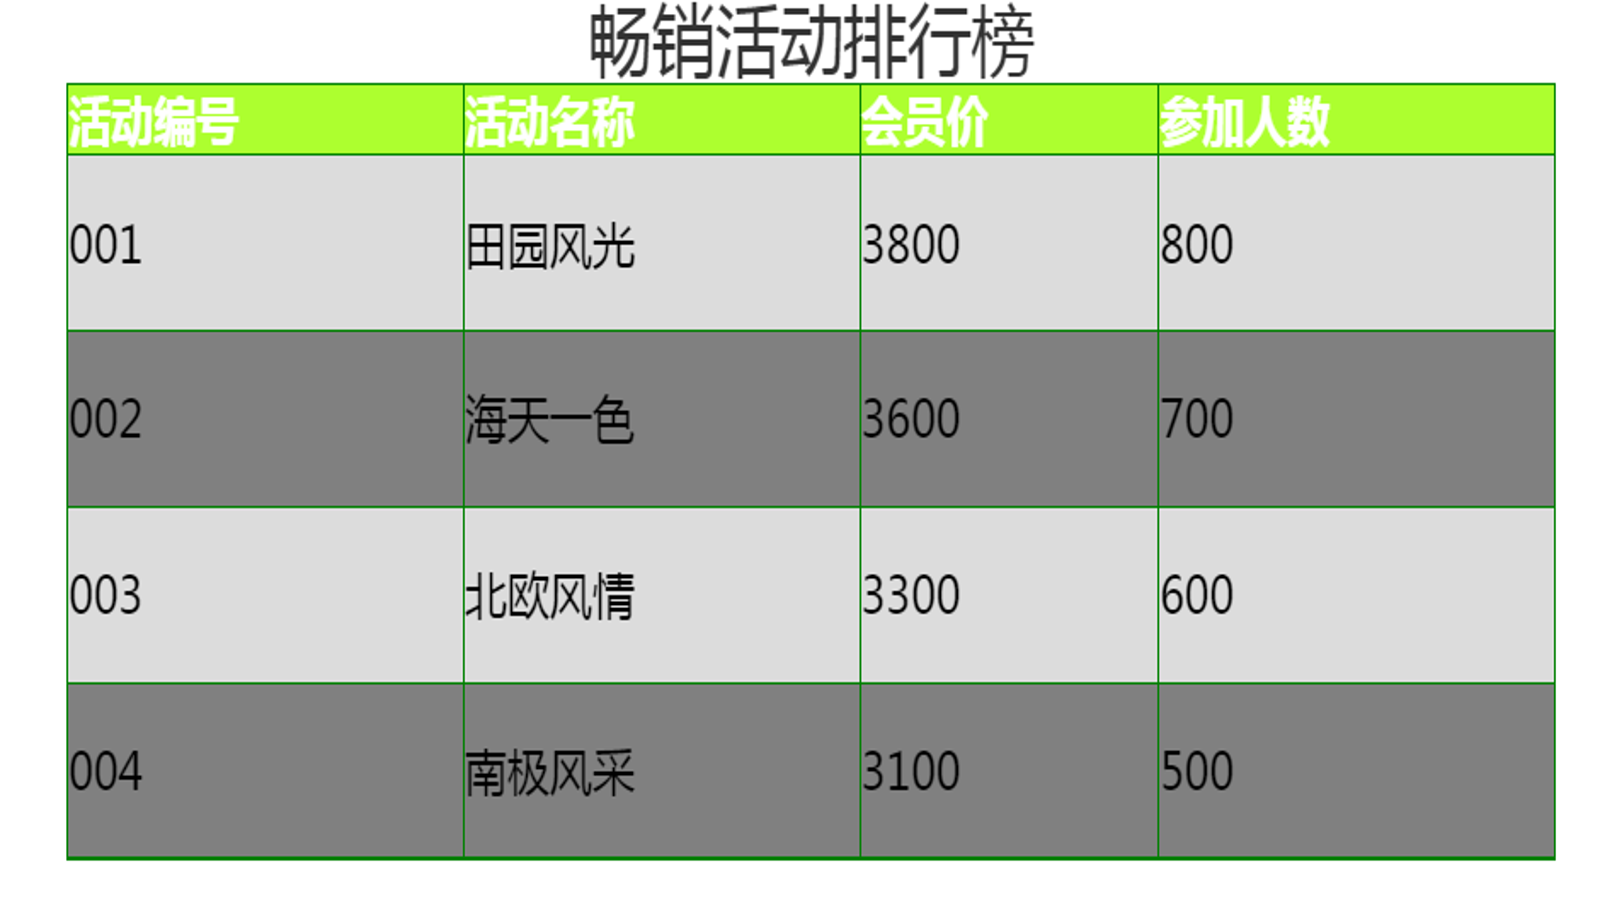 畅销活动排行榜
活动编号 活动名称 会员价 参加人数
001 田园风光 3800 800
002 海天一色 3600 700
003 北欧风情 3300 600
004 南极风采 3100 500